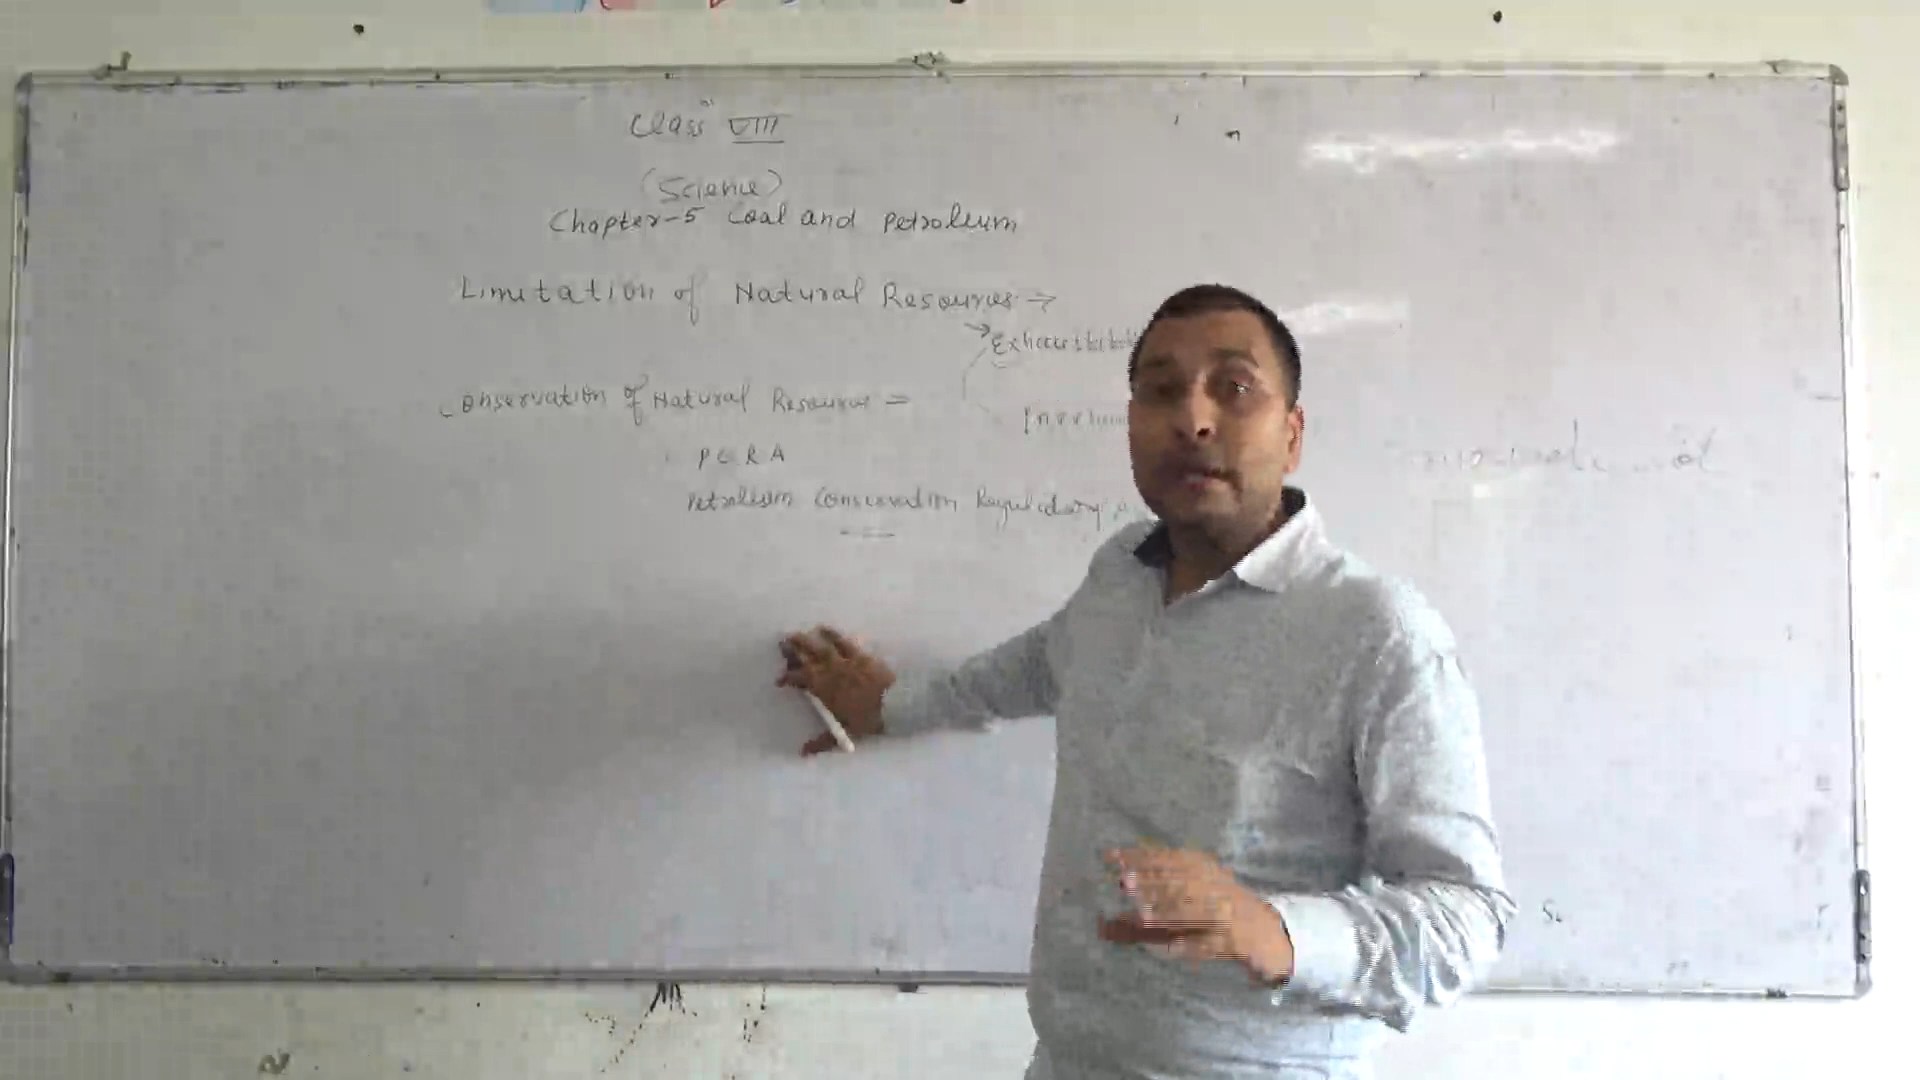 Class VIII
(Science)
Chapter-5 Coal and Petroleum
Limitation of Natural Resources →
Conservation of Natural Resources =
PCRA
Petroleum Conservation Regulatory